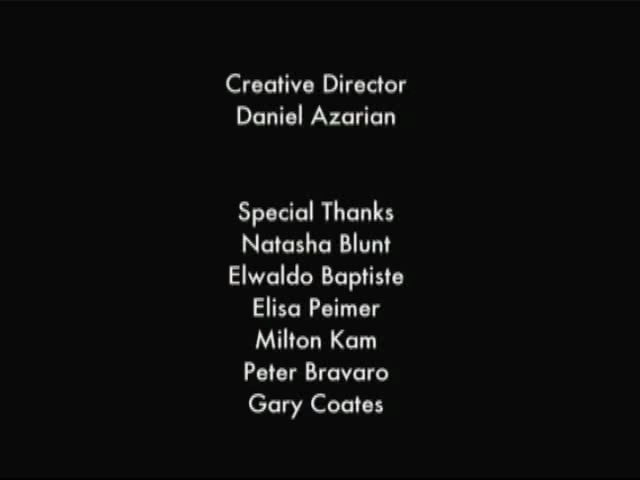 Creative Director
Daniel Azarian
Special Thanks
Natasha Blunt
Elwaldo Baptiste
Elisa Peimer
Milton Kam
Peter Bravaro
Gary Coates